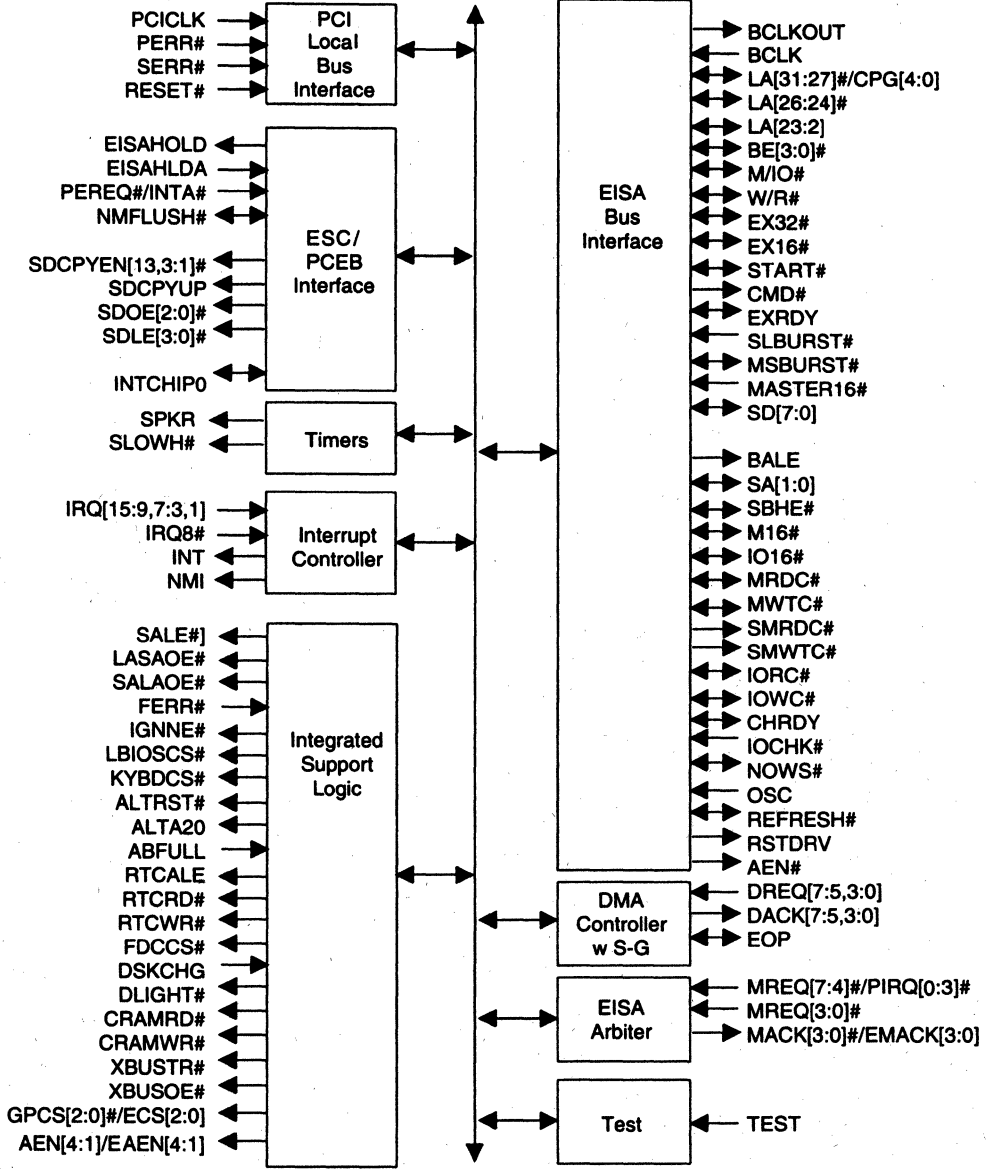 PCICLK
PERR#
SERR#
RESET#
PCI
Local
Bus
Interface
EISAHOLD
EISAHLDA
PEREQ#/INTA#
NMFLUSH#
SDCPYEN[13,3:1]#
SDCPYUP
SDOE[2:0]#
SDLE[3:0]#
INTCHIP0
ESC/
PCEB
Interface
SPKR
SLOWH#
Timers
IRQ[15:9,7:3,1]
IRQ8#
INT
NMI
Interrupt
Controller
SALE#]
LASAOE#
SALAOE#
FERR#
IGNNE#
LBIOSCS#
KYBDCS#
ALTRST#
ALTA20
ABFULL
RTCALE
RTCRD#
RTCWR#
FDCCS#
DSKCHG
DLIGHT#
CRAMRD#
CRAMWR#
XBUSTR#
XBUSOE#
GPCS[2:0]#/ECS[2:0]
AEN[4:1]/EAEN[4:1]
Integrated
Support
Logic
EISA
Bus
Interface
BCLKOUT
BCLK
LA[31:27]#/CPG[4:0]
LA[26:24]#
LA[23:2]
BE[3:0]#
M/IO#
W/R#
EX32#
EX16#
START#
CMD#
EXRDY
SLBURST#
MSBURST#
MASTER16#
SD[7:0]
BALE
SA[1:0]
SBHE#
M16#
IO16#
MRDC#
MWTC#
SMRDC#
SMWTC#
IORC#
IOWC#
CHRDY
IOCHK#
NOWS#
OSC
REFRESH#
RSTDRV
AEN#
DMA
Controller
w S-G
DREQ[7:5,3:0]
DACK[7:5,3:0]
EOP
EISA
Arbiter
MREQ[7:4]#/PIRQ[0:3]#
MREQ[3:0]#
MACK[3:0]#/EMACK[3:0]
Test
TEST